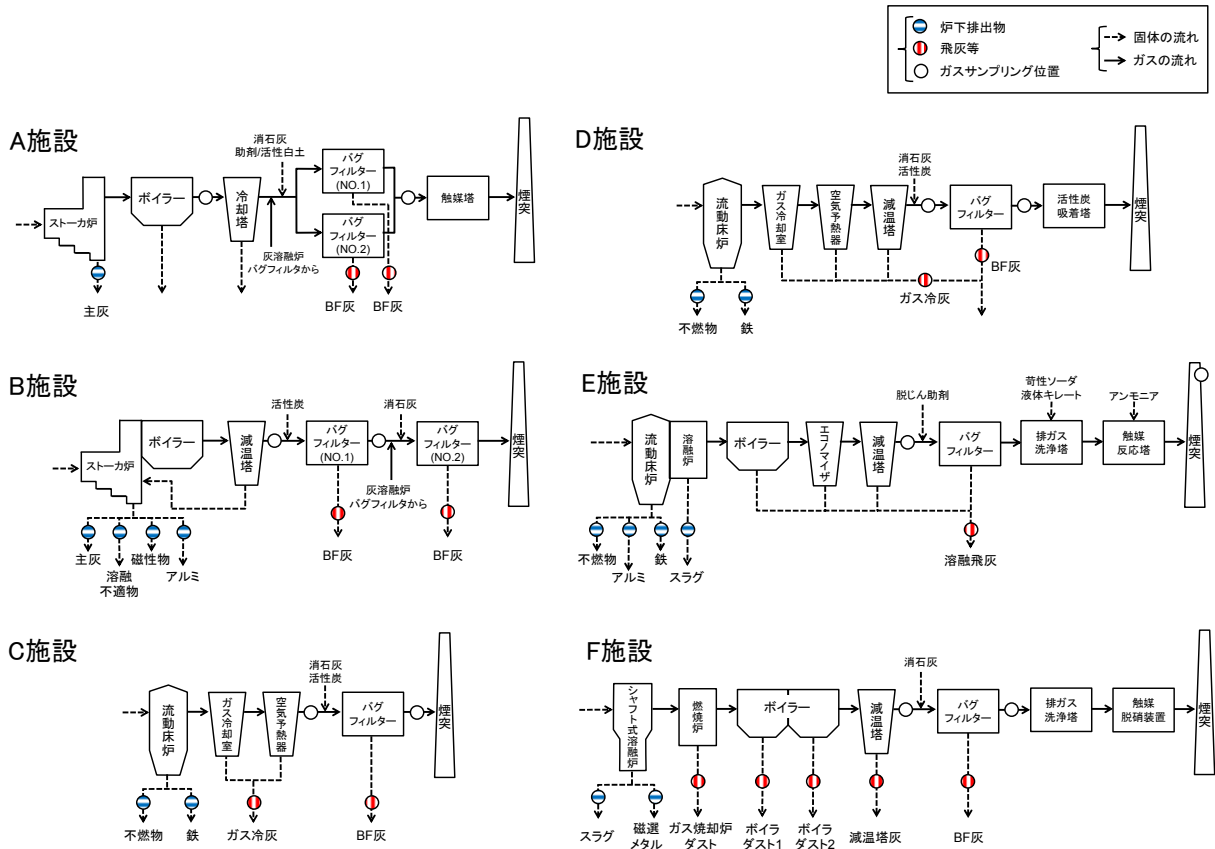 炉下排出物
飛灰等
ガスサンプリング位置
固体の流れ
ガスの流れ
A施設
ストーカ炉
主灰
ボイラー
冷却塔
消石灰
助剤/活性白土
灰溶融炉
バグフィルタから
バグ
フィルター
(NO.1)
バグ
フィルター
(NO.2)
BF灰
BF灰
触媒塔
煙突
B施設
ストーカ炉
ボイラー
減温塔
活性炭
バグ
フィルター
(NO.1)
消石灰
灰溶融炉
バグフィルタから
バグ
フィルター
(NO.2)
煙突
主灰
溶融
不適物
磁性物
アルミ
BF灰
BF灰
C施設
流動床炉
ガス冷却室
空気予熱器
消石灰
活性炭
バグ
フィルター
煙突
不燃物
鉄
ガス冷灰
BF灰
D施設
流動床炉
ガス冷却室
空気予熱器
減温塔
消石灰
活性炭
バグ
フィルター
活性炭
吸着塔
煙突
BF灰
ガス冷灰
不燃物
鉄
E施設
流動床炉
溶融炉
ボイラー
エコノマイザ
減温塔
脱じん助剤
バグ
フィルター
苛性ソーダ
液体キレート
排ガス
洗浄塔
アンモニア
触媒
反応塔
煙突
不燃物
アルミ
鉄
スラグ
溶融飛灰
F施設
シャフト式溶融炉
燃焼炉
ボイラー
減温塔
消石灰
バグ
フィルター
排ガス
洗浄塔
触媒
脱硝装置
煙突
スラグ
磁選
メタル
ガス焼却炉
ダスト
ボイラ
ダスト1
ボイラ
ダスト2
減温塔灰
BF灰